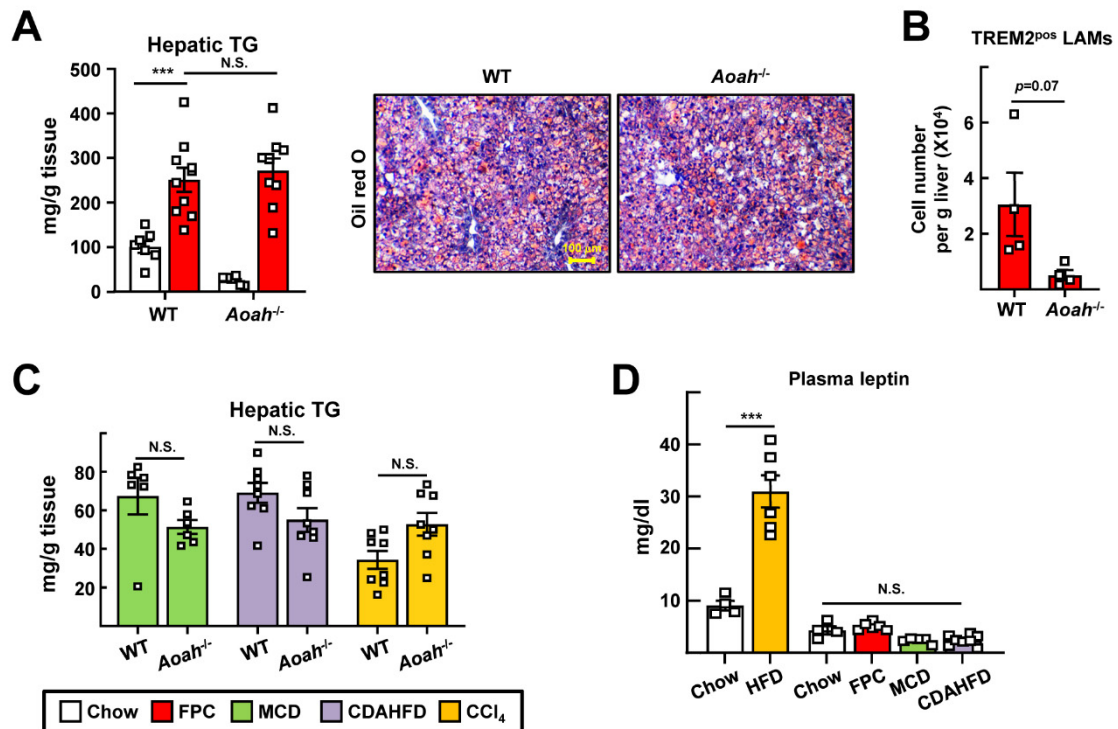 A
Hepatic TG
mg/g tissue
500
400
300
200
100
0
***
N.S.
WT
Aoah-/-
WT
Aoah-/-
Oil red O
100 µm
B
TREM2pos LAMs
Cell number
per g liver (X10⁴)
6
4
2
p=0.07
WT
Aoah-/-
C
Hepatic TG
mg/g tissue
80
60
40
20
N.S.
N.S.
N.S.
WT
Aoah-/-
WT
Aoah-/-
WT
Aoah-/-
Chow FPC MCD CDAHFD CCl₄
D
Plasma leptin
mg/dl
40
30
20
10
***
N.S.
Chow
HFD
Chow
FPC
MCD
CDAHFD